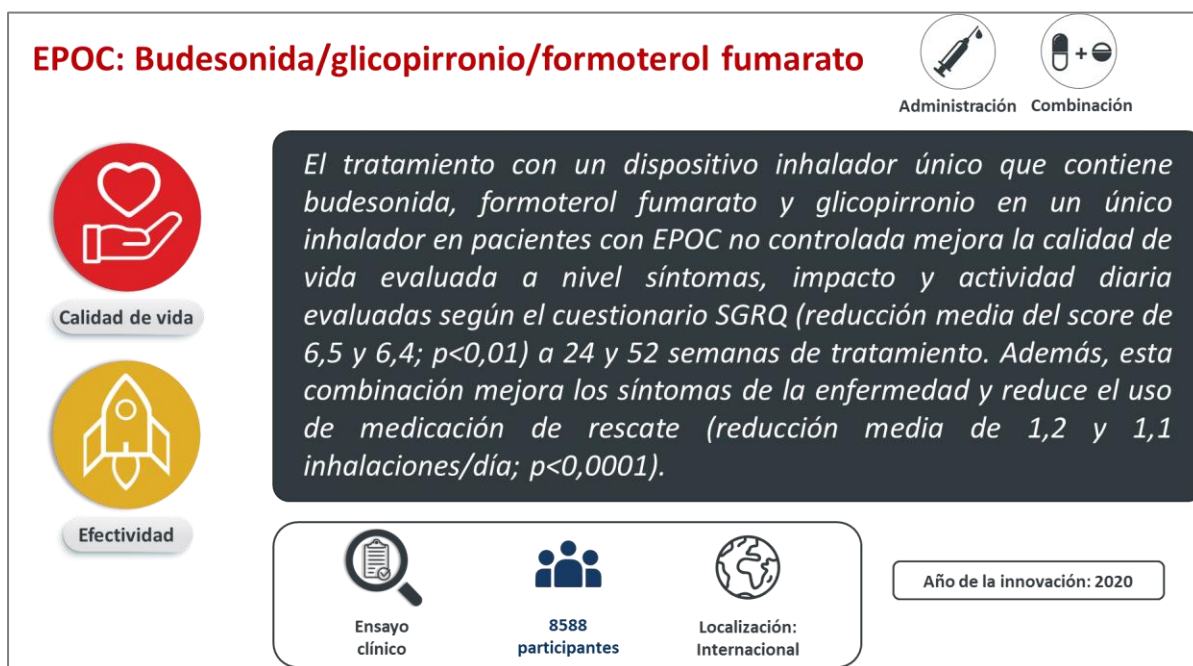 EPOC: Budesonida/glicopirronio/formoterol fumarato
Administración
Combinación
El tratamiento con un dispositivo inhalador único que contiene
budesonida, formoterol fumarato y glicopirronio en un único
inhalador en pacientes con EPOC no controlada mejora la calidad de
vida evaluada a nivel síntomas, impacto y actividad diaria
evaluadas según el cuestionario SGRQ (reducción media del score de
6,5 y 6,4; p<0,01) a 24 y 52 semanas de tratamiento. Además, esta
combinación mejora los síntomas de la enfermedad y reduce el uso
de medicación de rescate (reducción media de 1,2 y 1,1
inhalaciones/día; p<0,0001).
Calidad de vida
Efectividad
Ensayo
clínico
8588
participantes
Localización:
Internacional
Año de la innovación: 2020